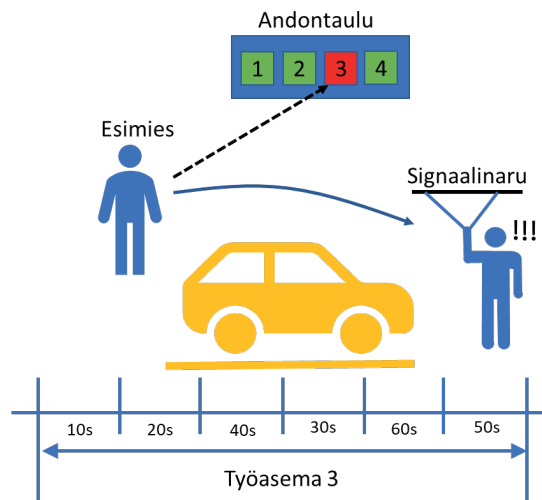 Andontaulu
1 2 3 4
Esimies
Signaalinaru
!!!
10s 20s 40s 30s 60s 50s
Työasema 3